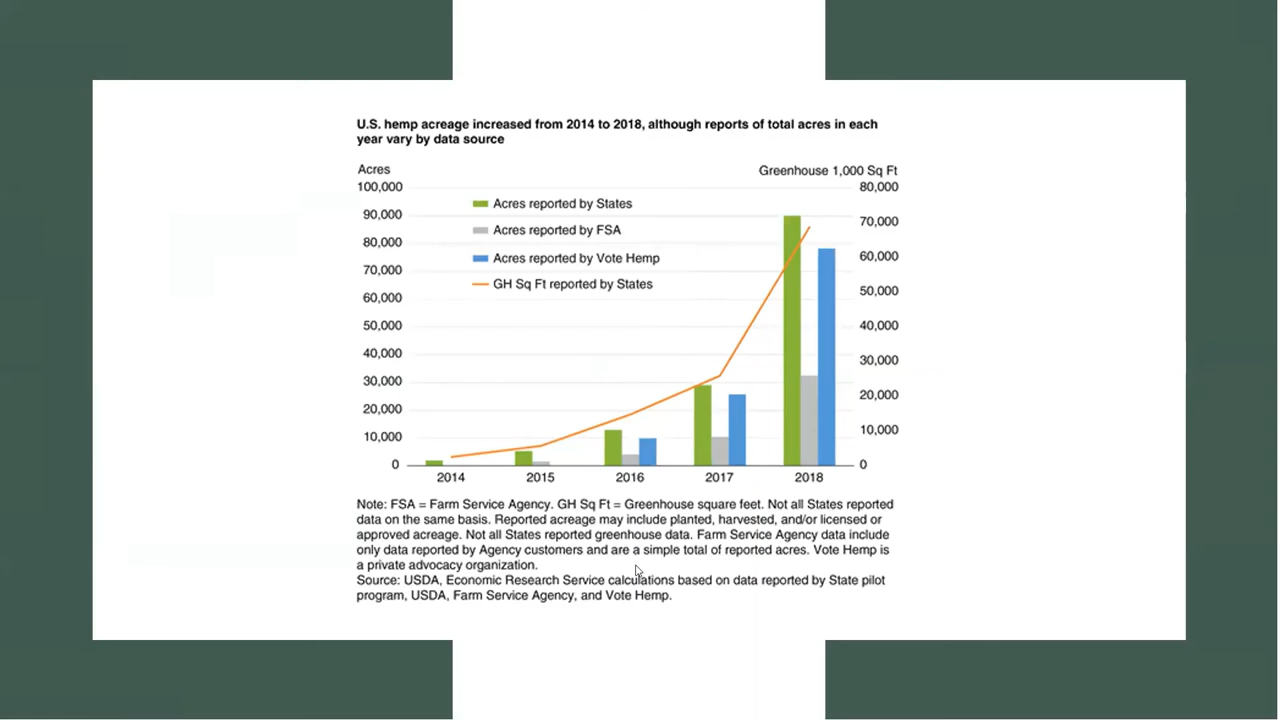 U.S. hemp acreage increased from 2014 to 2018, although reports of total acres in each
year vary by data source
Acres
Greenhouse 1,000 Sq Ft
100,000
90,000
80,000
70,000
60,000
50,000
40,000
30,000
20,000
10,000
0
Acres reported by States
Acres reported by FSA
Acres reported by Vote Hemp
GH Sq Ft reported by States
80,000
70,000
60,000
50,000
40,000
30,000
20,000
10,000
0
2014 2015 2016 2017 2018
Note: FSA = Farm Service Agency. GH Sq Ft = Greenhouse square feet. Not all States reported
data on the same basis. Reported acreage may include planted, harvested, and/or licensed or
approved acreage. Not all States reported greenhouse data. Farm Service Agency data include
only data reported by Agency customers and are a simple total of reported acres. Vote Hemp is
a private advocacy organization.
Source: USDA, Economic Research Service calculations based on data reported by State pilot
program, USDA, Farm Service Agency, and Vote Hemp.